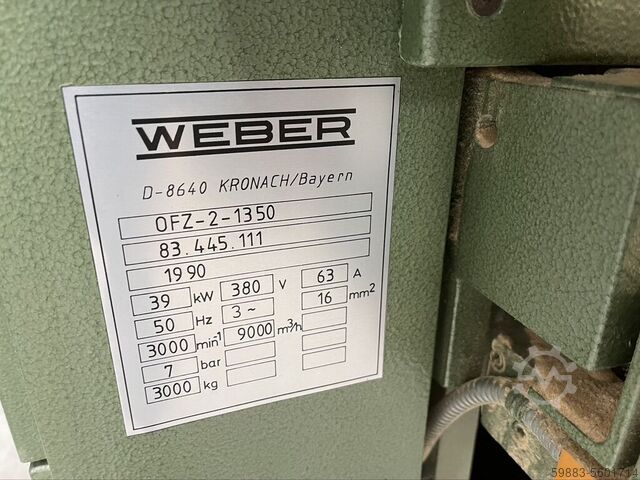 WEBER
D-8640 KRONACH/Bayern
OFZ-2-1350
83.445.111
1990
39 kW 380 V 63 A
50 Hz 3~ 16 mm²
3000 min⁻¹ 9000 m³/h
7 bar
3000 kg
59883-5601714